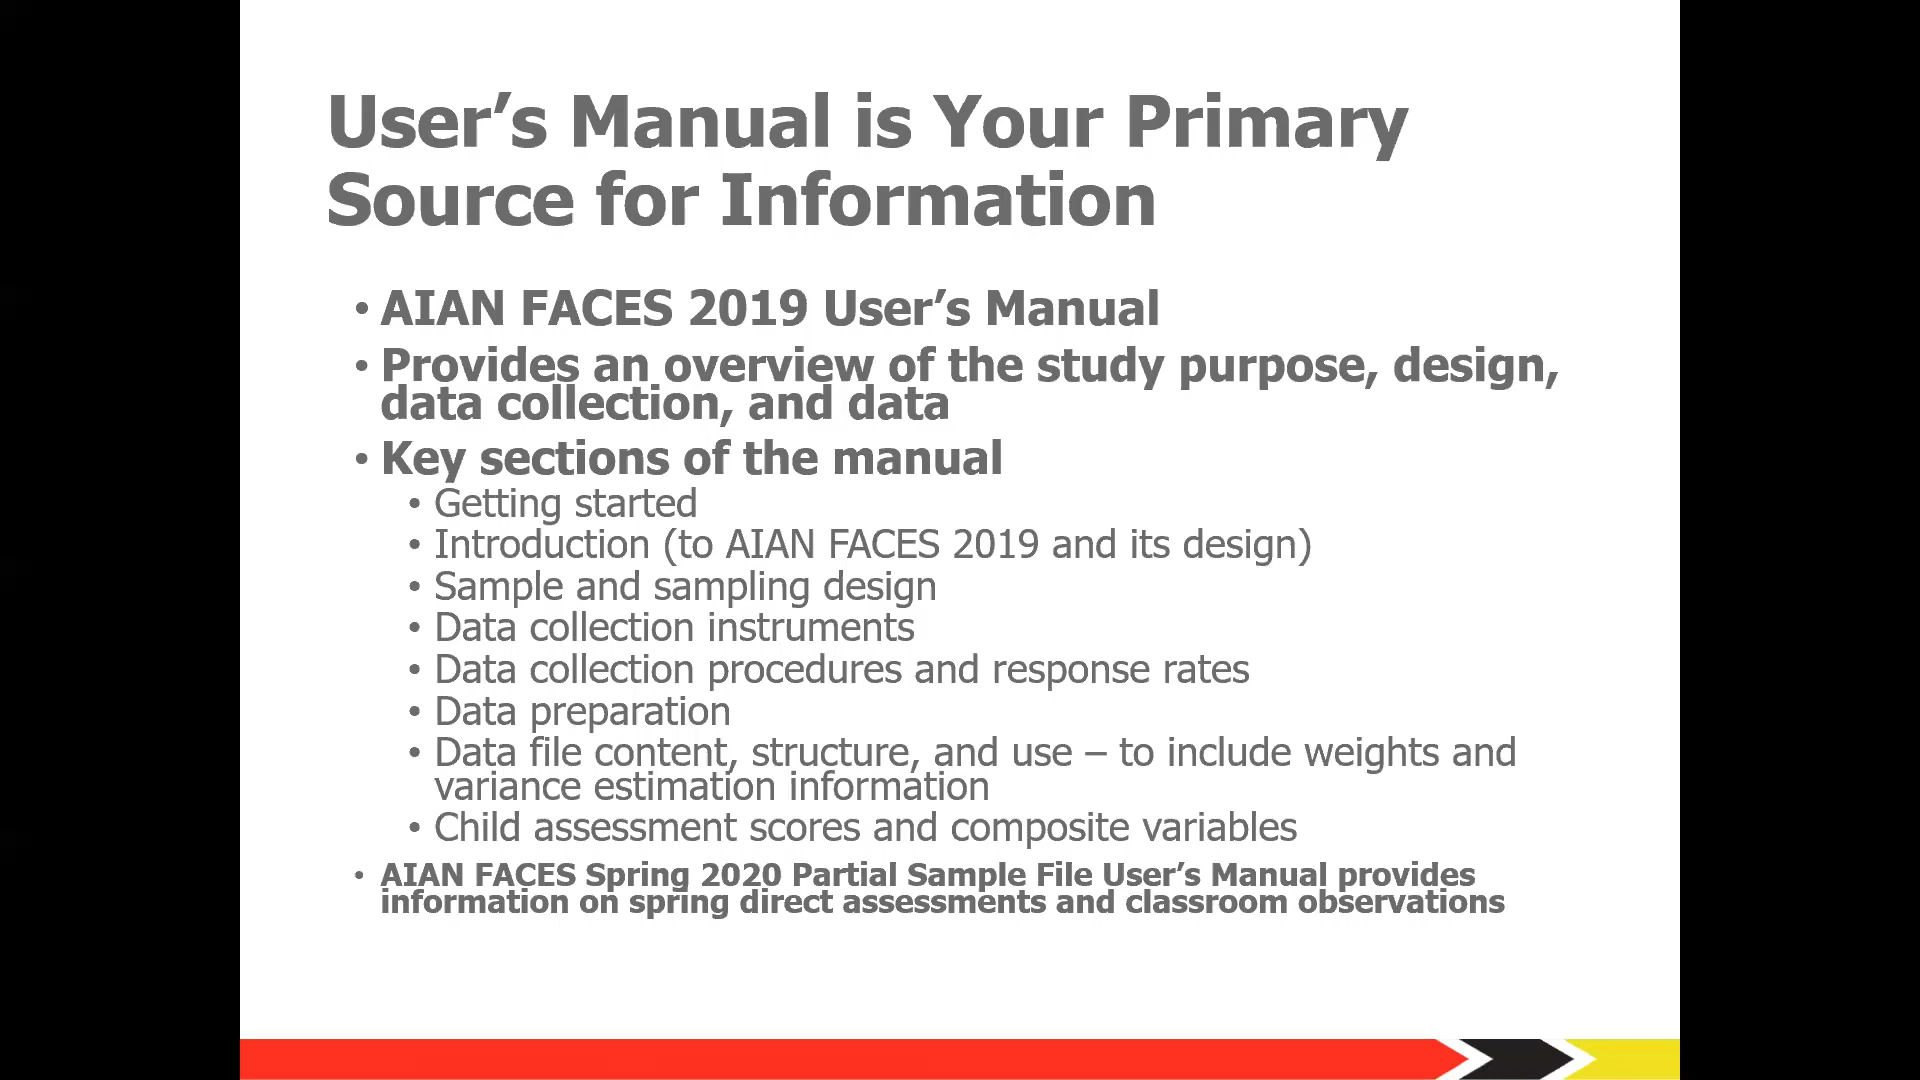 User’s Manual is Your Primary
Source for Information
• AIAN FACES 2019 User’s Manual
• Provides an overview of the study purpose, design,
data collection, and data
• Key sections of the manual
• Getting started
• Introduction (to AIAN FACES 2019 and its design)
• Sample and sampling design
• Data collection instruments
• Data collection procedures and response rates
• Data preparation
• Data file content, structure, and use – to include weights and
variance estimation information
• Child assessment scores and composite variables
• AIAN FACES Spring 2020 Partial Sample File User’s Manual provides
information on spring direct assessments and classroom observations